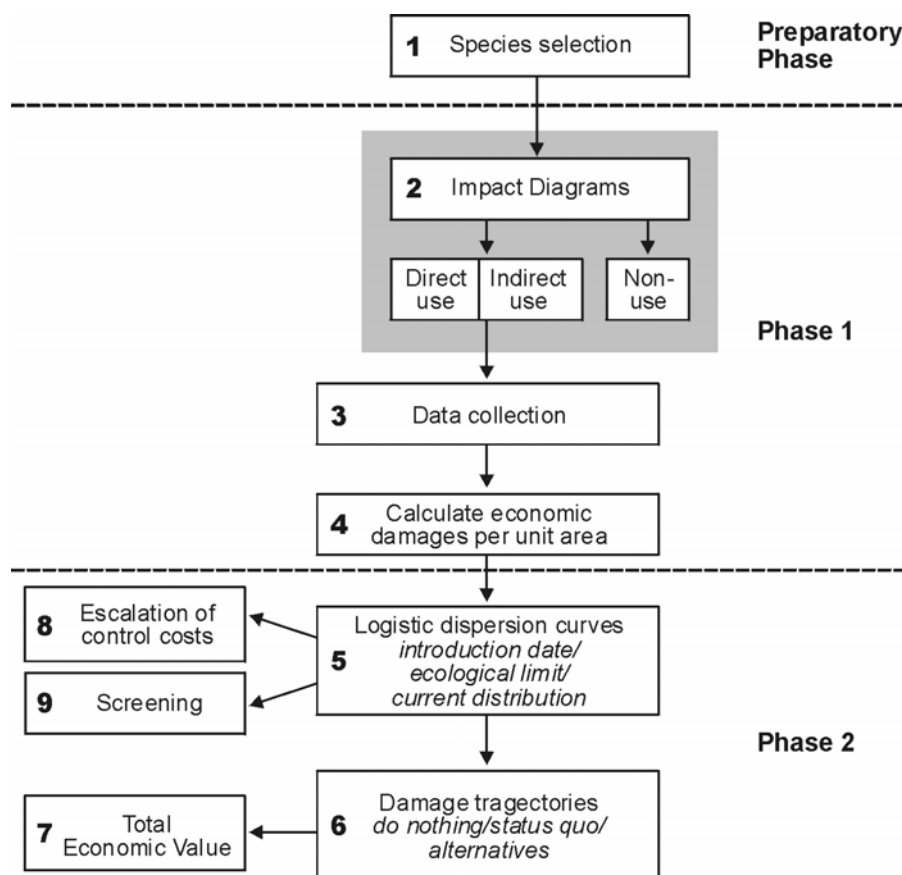 1 Species selection
Preparatory
Phase
2 Impact Diagrams
Direct
use
Indirect
use
Non-
use
Phase 1
3 Data collection
4 Calculate economic
damages per unit area
8 Escalation of
control costs
5 Logistic dispersion curves
introduction date/
ecological limit/
current distribution
9 Screening
Phase 2
6 Damage tragectories
do nothing/status quo/
alternatives
7 Total
Economic Value